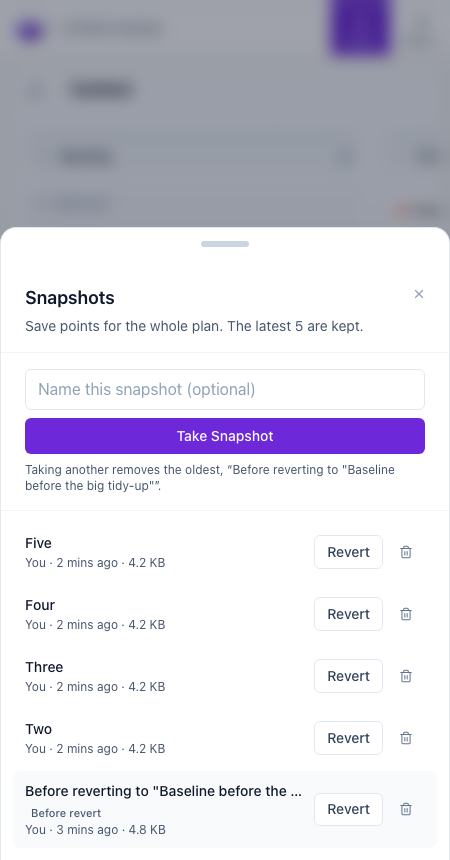 Snapshots
Save points for the whole plan. The latest 5 are kept.
Name this snapshot (optional)
Take Snapshot
Taking another removes the oldest, “Before reverting to "Baseline
before the big tidy-up"”.
Five
You · 2 mins ago · 4.2 KB
Revert
Four
You · 2 mins ago · 4.2 KB
Revert
Three
You · 2 mins ago · 4.2 KB
Revert
Two
You · 2 mins ago · 4.2 KB
Revert
Before reverting to "Baseline before the ...
Before revert
You · 3 mins ago · 4.8 KB
Revert